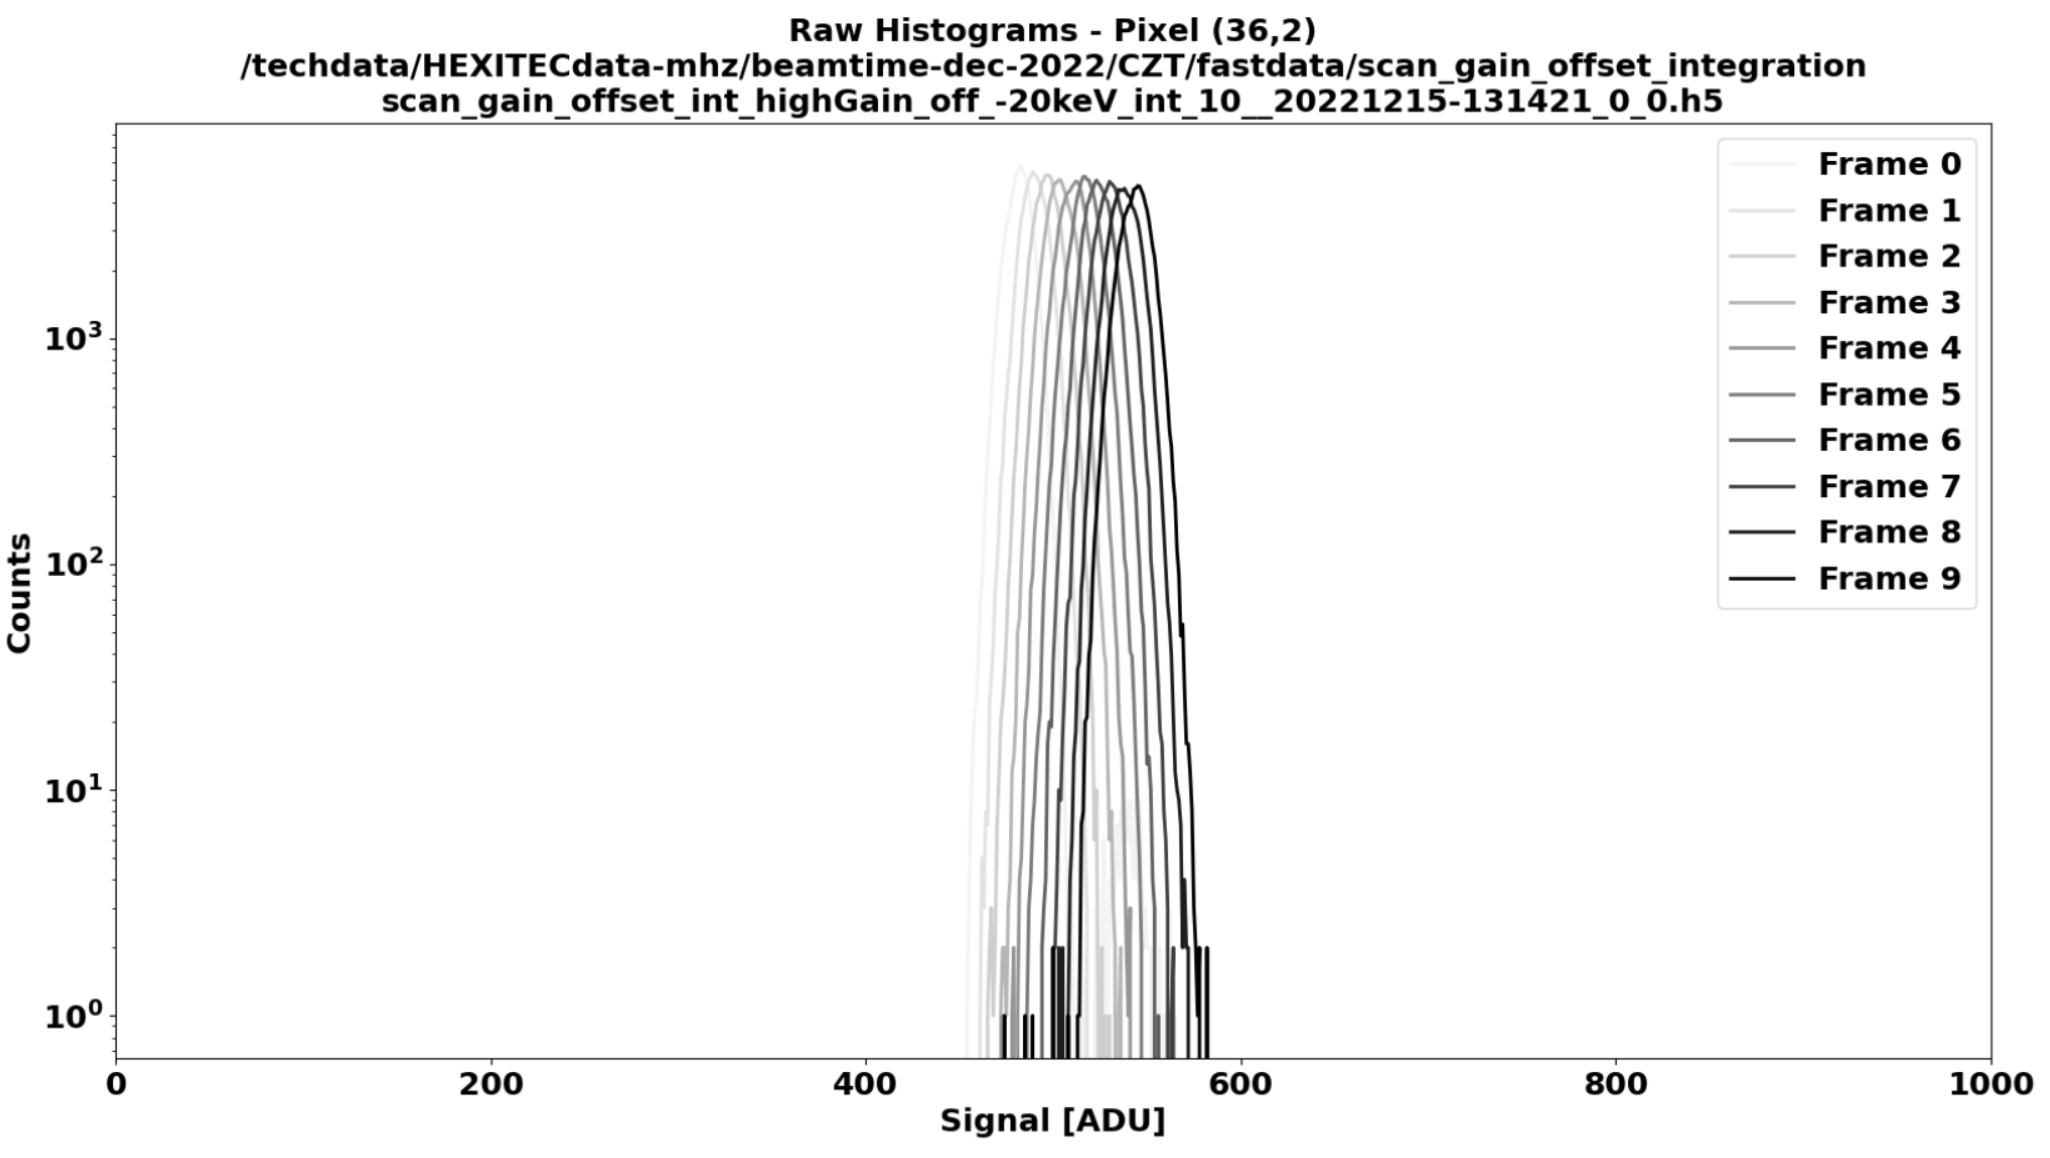 Raw Histograms - Pixel (36,2)
/techdata/HEXITECdata-mhz/beamtime-dec-2022/CZT/fastdata/scan_gain_offset_integration
scan_gain_offset_int_highGain_off_-20keV_int_10__20221215-131421_0_0.h5
Frame 0
Frame 1
Frame 2
Frame 3
Frame 4
Frame 5
Frame 6
Frame 7
Frame 8
Frame 9
Counts
10³
10²
10¹
10⁰
0 200 400 600 800 1000
Signal [ADU]